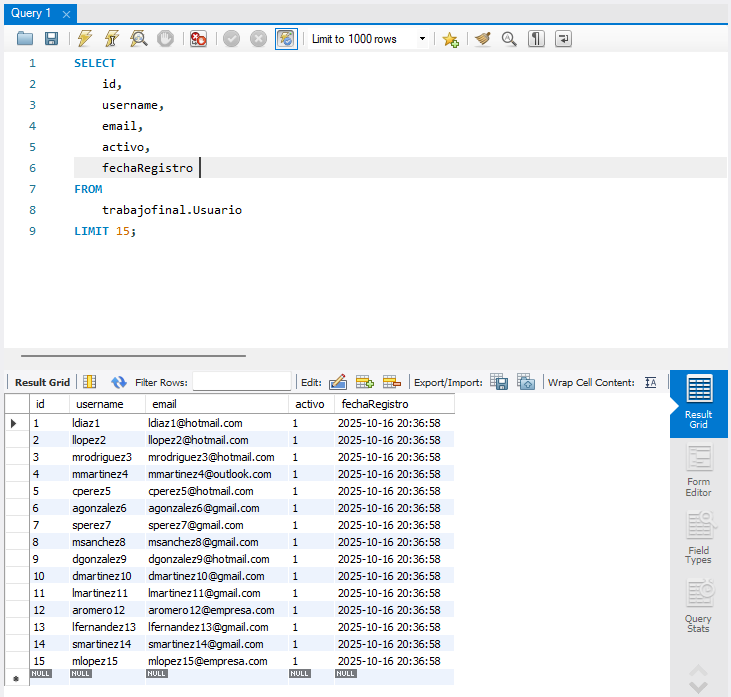 Query 1
Limit to 1000 rows
1 SELECT
2 id,
3 username,
4 email,
5 activo,
6 fechaRegistro
7 FROM
8 trabajofinal.Usuario
9 LIMIT 15;
Result Grid Filter Rows: Edit: Export/Import: Wrap Cell Content:
id username email activo fechaRegistro
1 ldiaz1 ldiaz1@hotmail.com 1 2025-10-16 20:36:58
2 llopez2 llopez2@hotmail.com 1 2025-10-16 20:36:58
3 mrodriguez3 mrodriguez3@hotmail.com 1 2025-10-16 20:36:58
4 mmartinez4 mmartinez4@outlook.com 1 2025-10-16 20:36:58
5 cperez5 cperez5@hotmail.com 1 2025-10-16 20:36:58
6 agonzalez6 agonzalez6@gmail.com 1 2025-10-16 20:36:58
7 sperez7 sperez7@gmail.com 1 2025-10-16 20:36:58
8 msanchez8 msanchez8@gmail.com 1 2025-10-16 20:36:58
9 dgonzalez9 dgonzalez9@hotmail.com 1 2025-10-16 20:36:58
10 dmartinez10 dmartinez10@gmail.com 1 2025-10-16 20:36:58
11 lmartinez11 lmartinez11@gmail.com 1 2025-10-16 20:36:58
12 aromero12 aromero12@empresa.com 1 2025-10-16 20:36:58
13 lfernandez13 lfernandez13@gmail.com 1 2025-10-16 20:36:58
14 smartinez14 smartinez14@gmail.com 1 2025-10-16 20:36:58
15 mlopez15 mlopez15@empresa.com 1 2025-10-16 20:36:58
NULL NULL NULL NULL NULL
Result
Grid
Form
Editor
Field
Types
Query
Stats